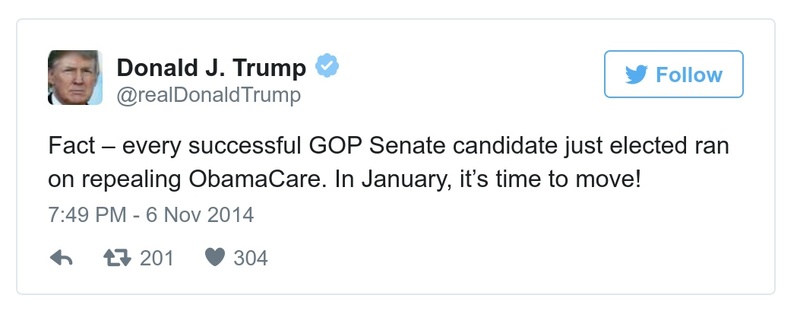 Donald J. Trump
@realDonaldTrump
Follow
Fact – every successful GOP Senate candidate just elected ran
on repealing ObamaCare. In January, it’s time to move!
7:49 PM - 6 Nov 2014
201 304